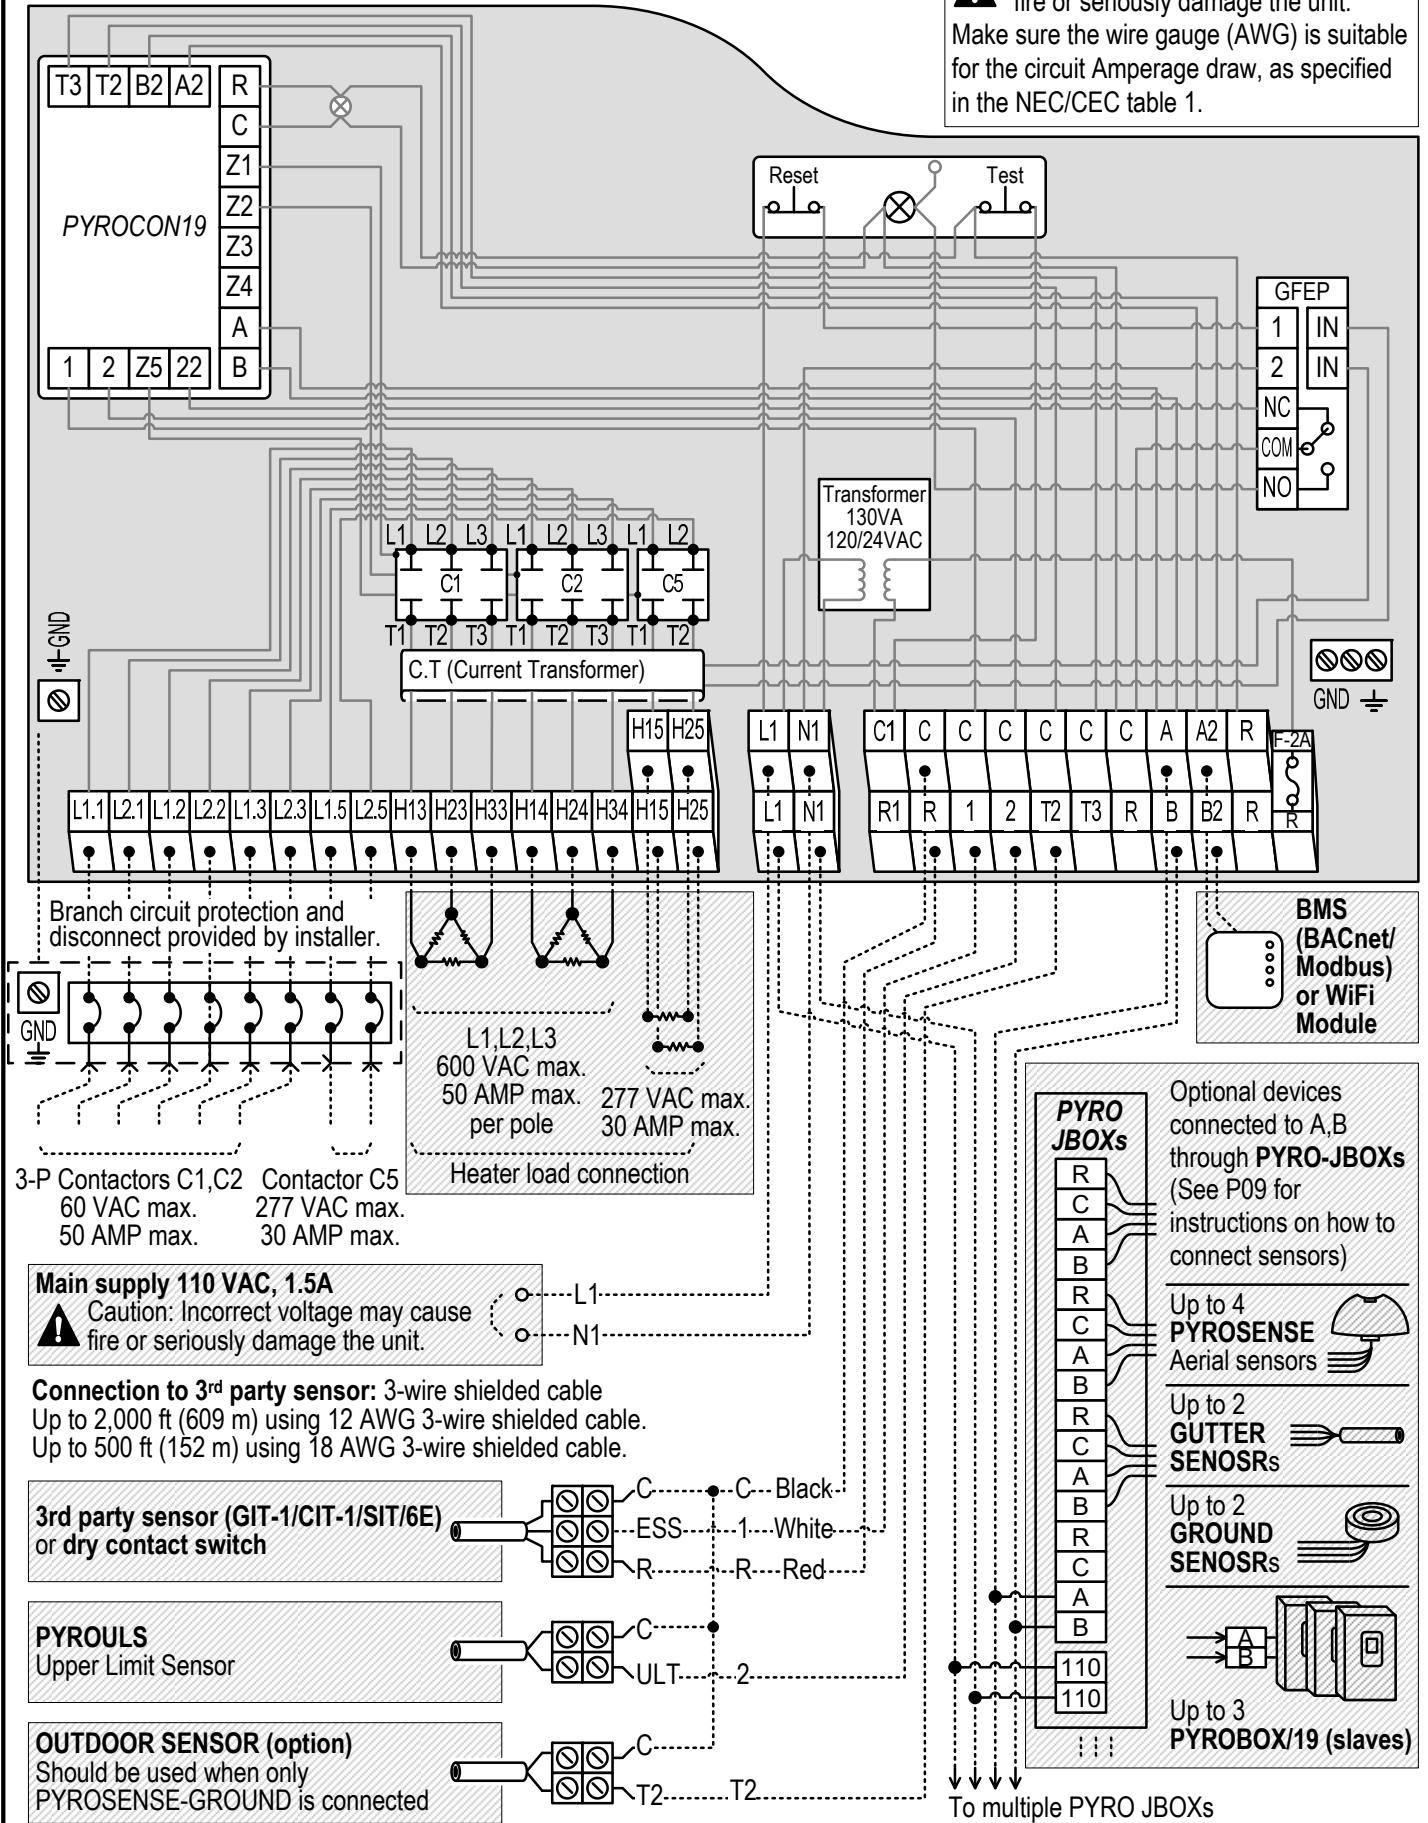 fire or seriously damage the unit.
Make sure the wire gauge (AWG) is suitable
for the circuit Amperage draw, as specified
in the NEC/CEC table 1.
T3 T2 B2 A2
R
C
Z1
Z2
Z3
Z4
A
B
PYROCON19
1 2 Z5 22
Reset
Test
GFEP
1 IN
2 IN
NC
COM
NO
Transformer
130VA
120/24VAC
L1 L2 L3 L1 L2 L3 L1 L2
C1 C2 C5
T1 T2 T3 T1 T2 T3 T1 T2
C.T (Current Transformer)
GND
GND
H15 H25
L1 N1
C1 C C C C C C A A2 R
F-2A
L1.1 L2.1 L1.2 L2.2 L1.3 L2.3 L1.5 L2.5 H13 H23 H33 H14 H24 H34 H15 H25
L1 N1
R1 R 1 2 T2 T3 R B B2 R
R
Branch circuit protection and
disconnect provided by installer.
GND
L1,L2,L3
600 VAC max.
50 AMP max.
per pole
277 VAC max.
30 AMP max.
Heater load connection
3-P Contactors C1,C2
60 VAC max.
50 AMP max.
Contactor C5
277 VAC max.
30 AMP max.
BMS
(BACnet/
Modbus)
or WiFi
Module
Main supply 110 VAC, 1.5A
Caution: Incorrect voltage may cause
fire or seriously damage the unit.
L1
N1
Connection to 3rd party sensor: 3-wire shielded cable
Up to 2,000 ft (609 m) using 12 AWG 3-wire shielded cable.
Up to 500 ft (152 m) using 18 AWG 3-wire shielded cable.
3rd party sensor (GIT-1/CIT-1/SIT/6E)
or dry contact switch
C C Black
ESS 1 White
R R Red
PYROULS
Upper Limit Sensor
C
ULT 2
OUTDOOR SENSOR (option)
Should be used when only
PYROSENSE-GROUND is connected
C
T2 T2
PYRO
JBOXs
R
C
A
B
R
C
A
B
R
C
A
B
R
C
A
B
110
110
Optional devices
connected to A,B
through PYRO-JBOXs
(See P09 for
instructions on how to
connect sensors)
Up to 4
PYROSENSE
Aerial sensors
Up to 2
GUTTER
SENOSRs
Up to 2
GROUND
SENOSRs
A
B
Up to 3
PYROBOX/19 (slaves)
To multiple PYRO JBOXs